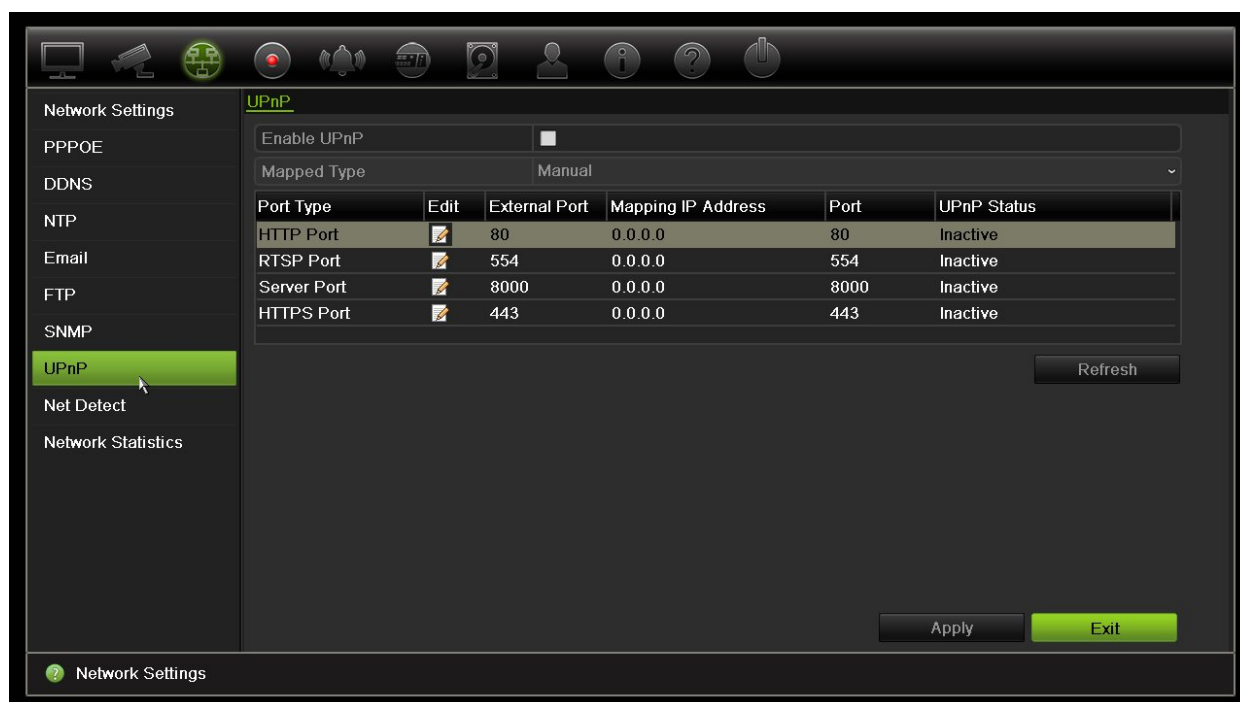 Network Settings
PPPOE
DDNS
NTP
Email
FTP
SNMP
UPnP
Net Detect
Network Statistics
UPnP
Enable UPnP
Mapped Type Manual
Port Type Edit External Port Mapping IP Address Port UPnP Status
HTTP Port 80 0.0.0.0 80 Inactive
RTSP Port 554 0.0.0.0 554 Inactive
Server Port 8000 0.0.0.0 8000 Inactive
HTTPS Port 443 0.0.0.0 443 Inactive
Refresh
Apply Exit
Network Settings